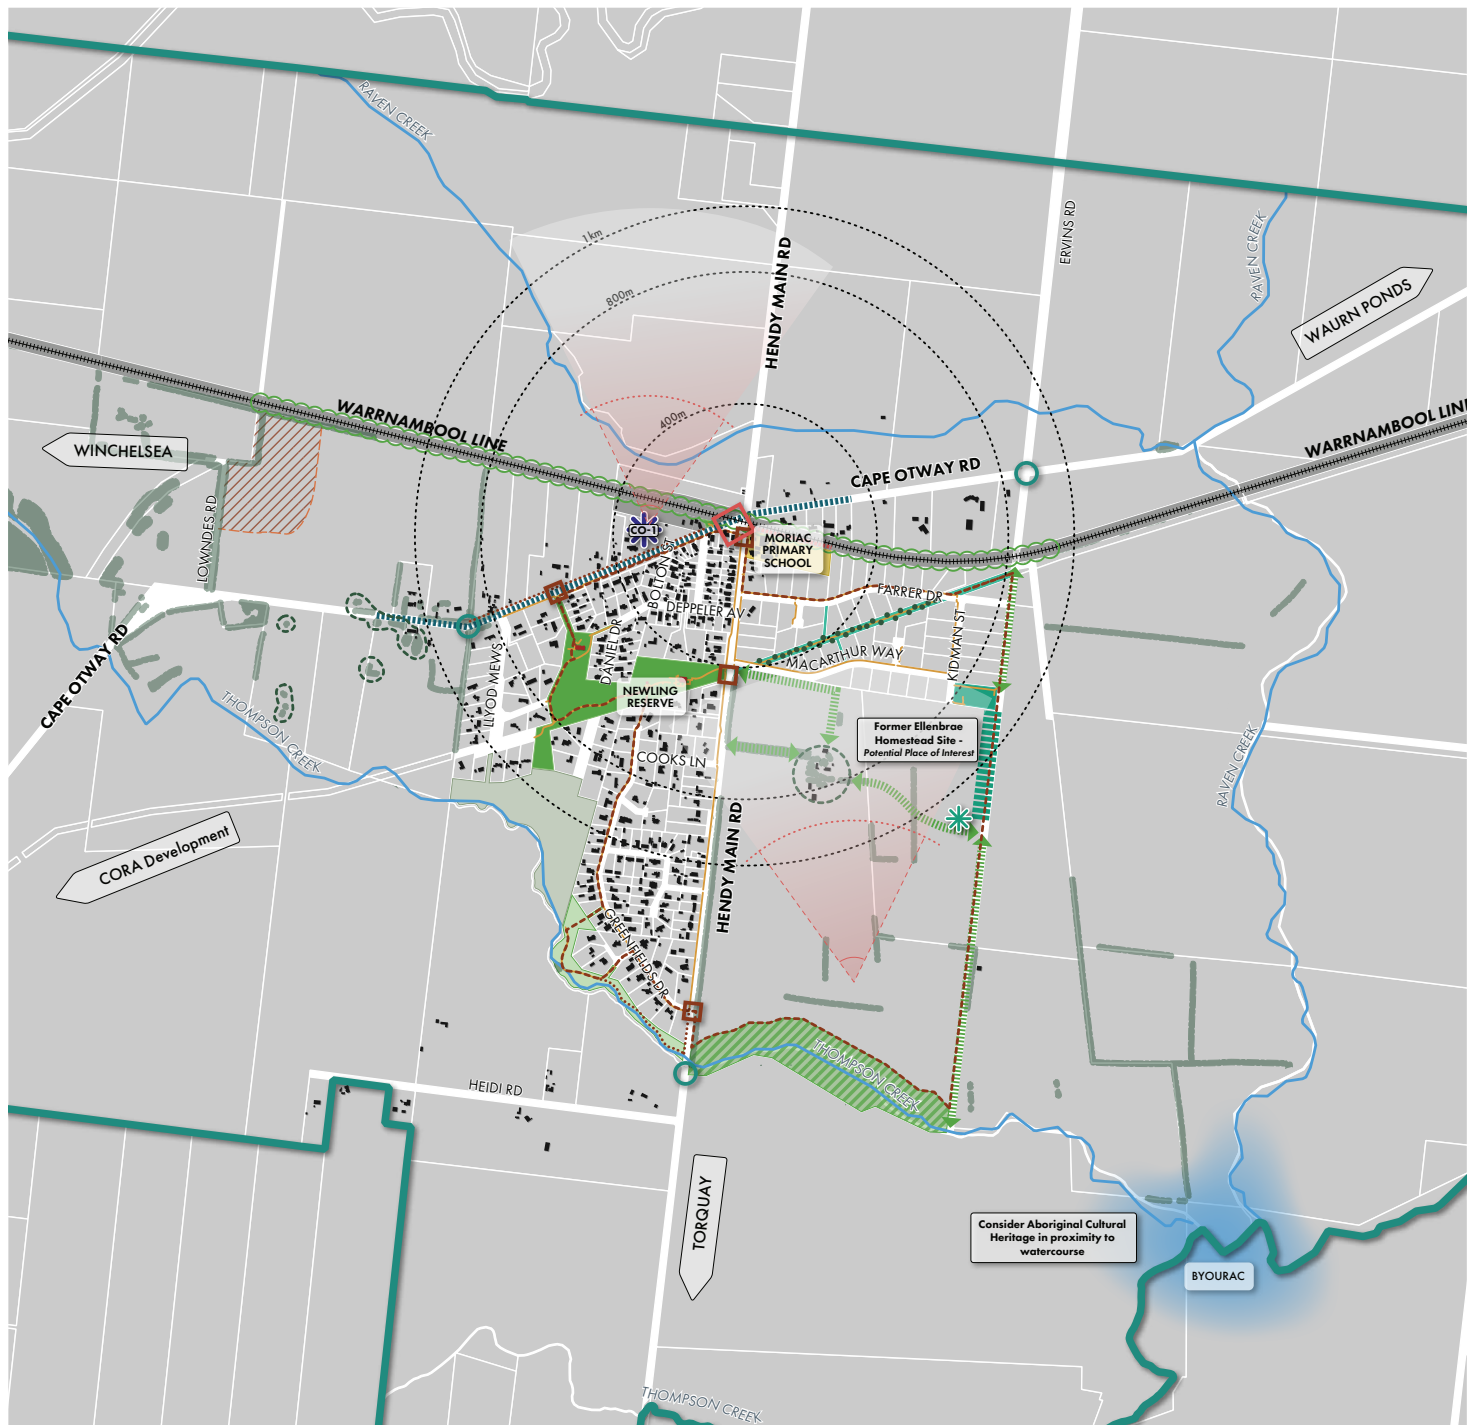 RAVEN CREEK
ERVINS RD
RAVEN CREEK
1km
HENDY MAIN RD
WAURN PONDS
800m
400m
WARRNAMBOOL LINE
WARRNAMBOOL LINE
WINCHELSEA
CAPE OTWAY RD
LOWNDES RD
CO-1
MORIAC
PRIMARY
SCHOOL
BOLTON ST
DEPPELER AV
FARRER DR
KIDMAN ST
DANIEL DR
MACARTHUR WAY
LLYOD MEWS
CAPE OTWAY RD
NEWLING
RESERVE
THOMPSON CREEK
Former Ellenbrae
Homestead Site -
Potential Place of Interest
COOKS LN
RAVEN CREEK
HENDY MAIN RD
CORA Development
GREENFIELDS DR
THOMPSON CREEK
HEIDI RD
TORQUAY
Consider Aboriginal Cultural
Heritage in proximity to
watercourse
BYOURAC
THOMPSON CREEK